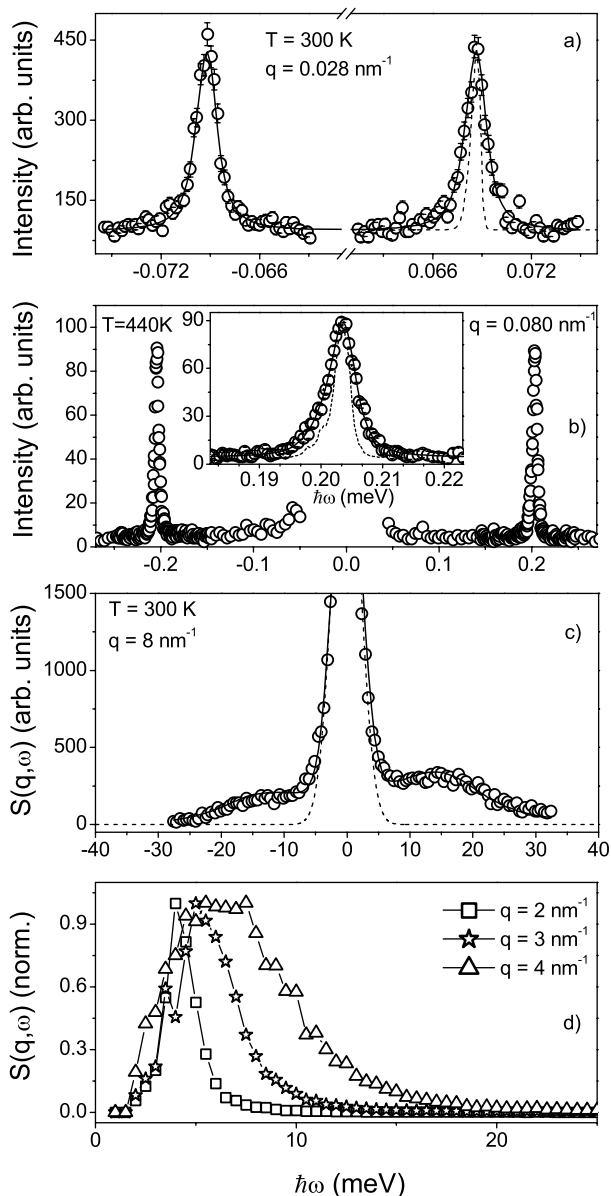 450
300
150
Intensity (arb. units)
T = 300 K
q = 0.028 nm⁻¹
a)
-0.072 -0.066 0.066 0.072
100
80
60
40
20
0
Intensity (arb. units)
T=440K
q = 0.080 nm⁻¹
b)
90
60
30
0
0.19 0.20 0.21 0.22
ħω (meV)
-0.2 -0.1 0.0 0.1 0.2
1500
1000
500
0
S(q,ω) (arb. units)
T = 300 K
q = 8 nm⁻¹
c)
-40 -30 -20 -10 0 10 20 30 40
0.9
0.6
0.3
0.0
S(q,ω) (norm.)
q = 2 nm⁻¹
q = 3 nm⁻¹
q = 4 nm⁻¹
d)
0 10 20
ħω (meV)